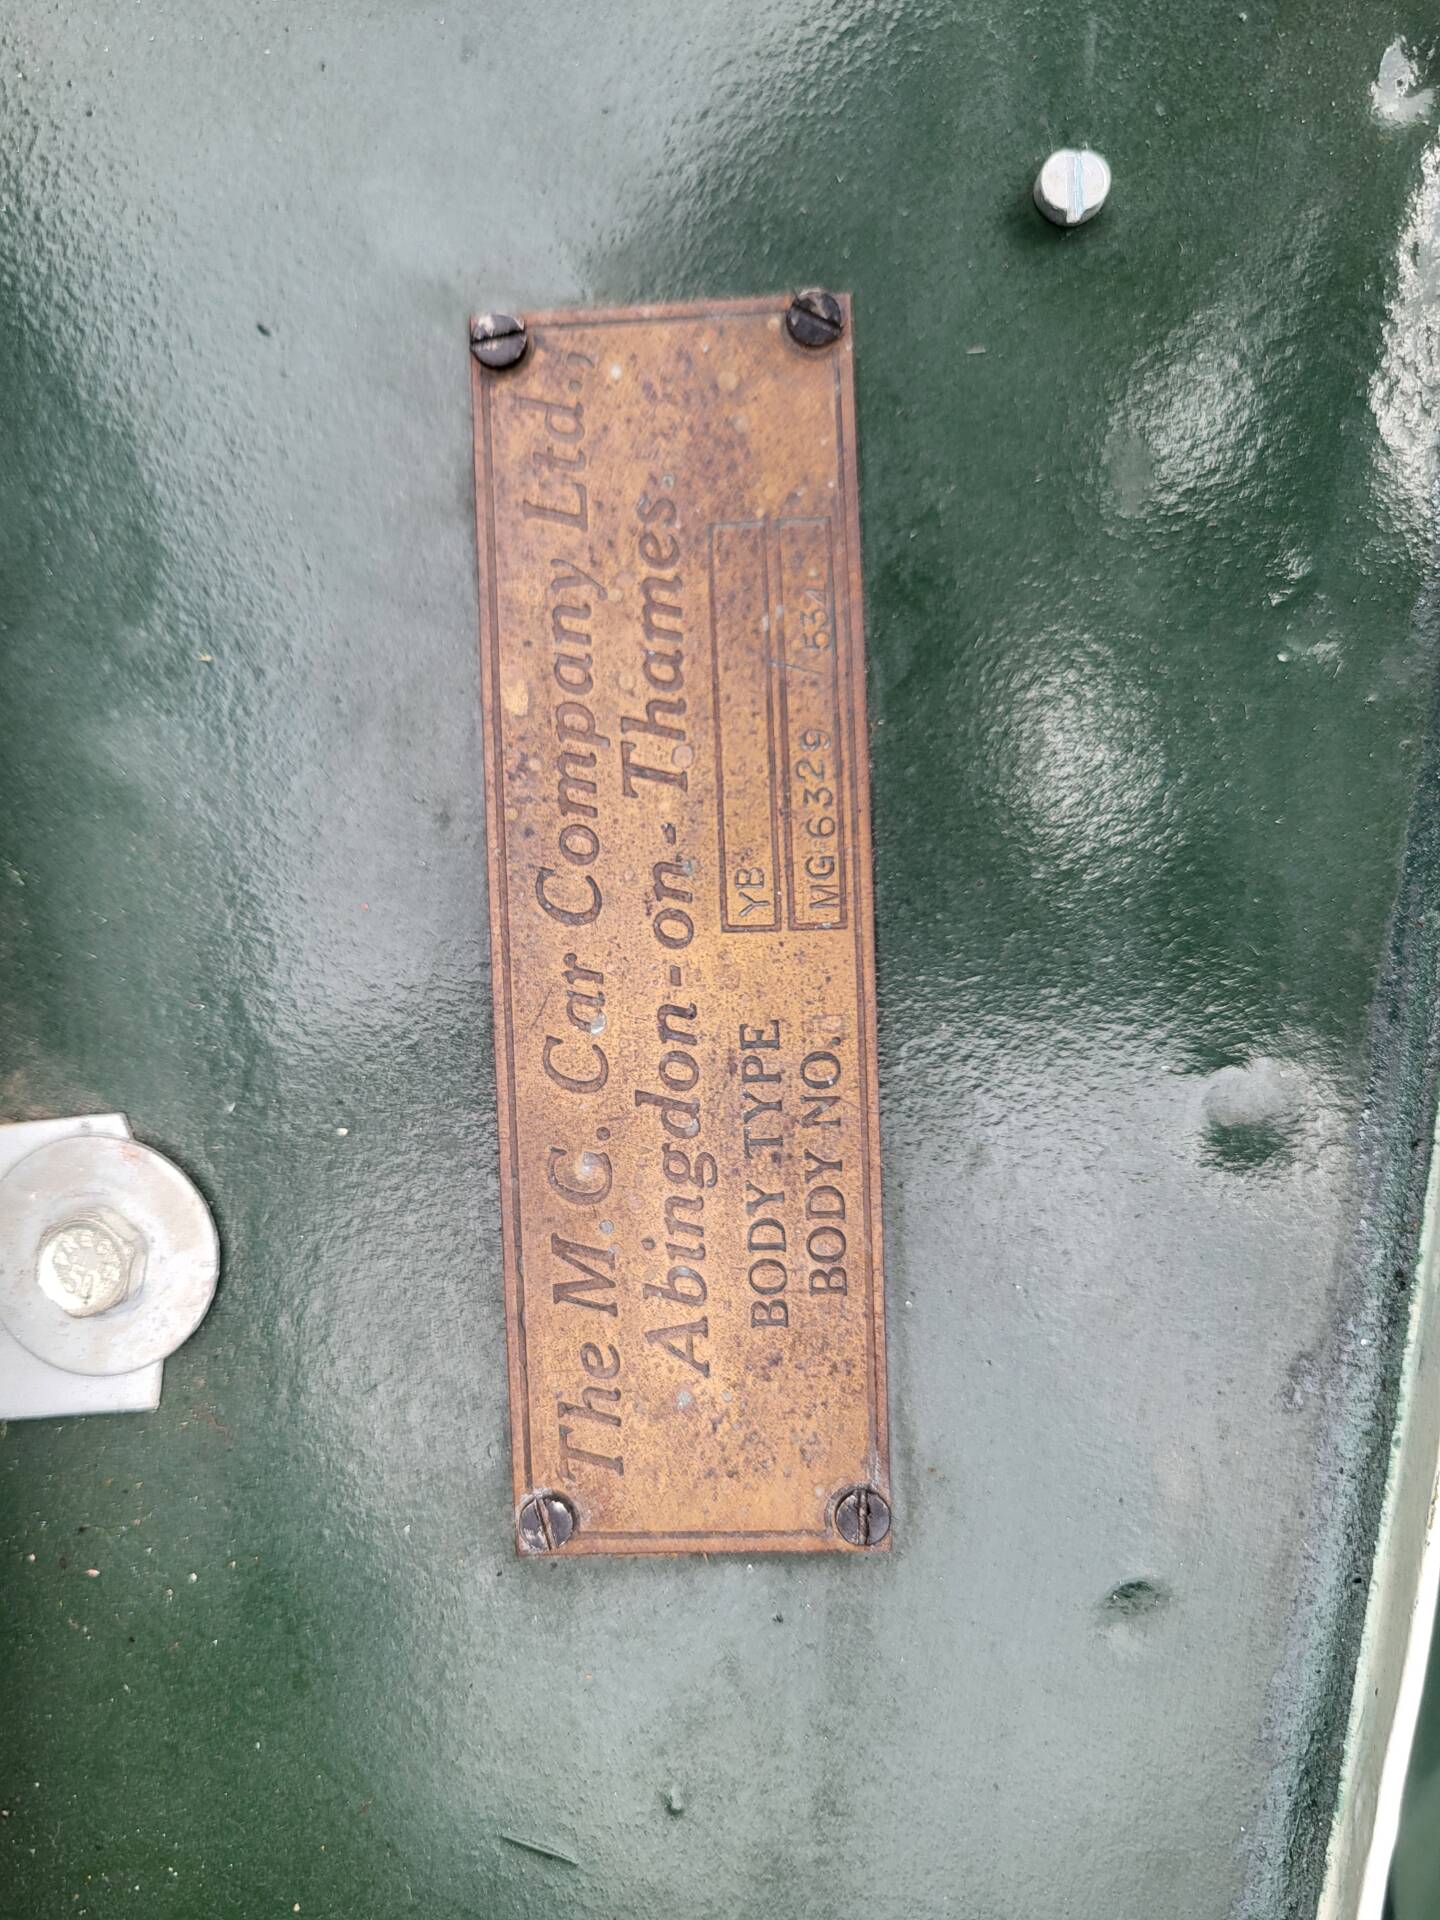 The M.G. Car Company Ltd.,
Abingdon-on-Thames.
BODY TYPE YB
BODY NO. MG 6329 /